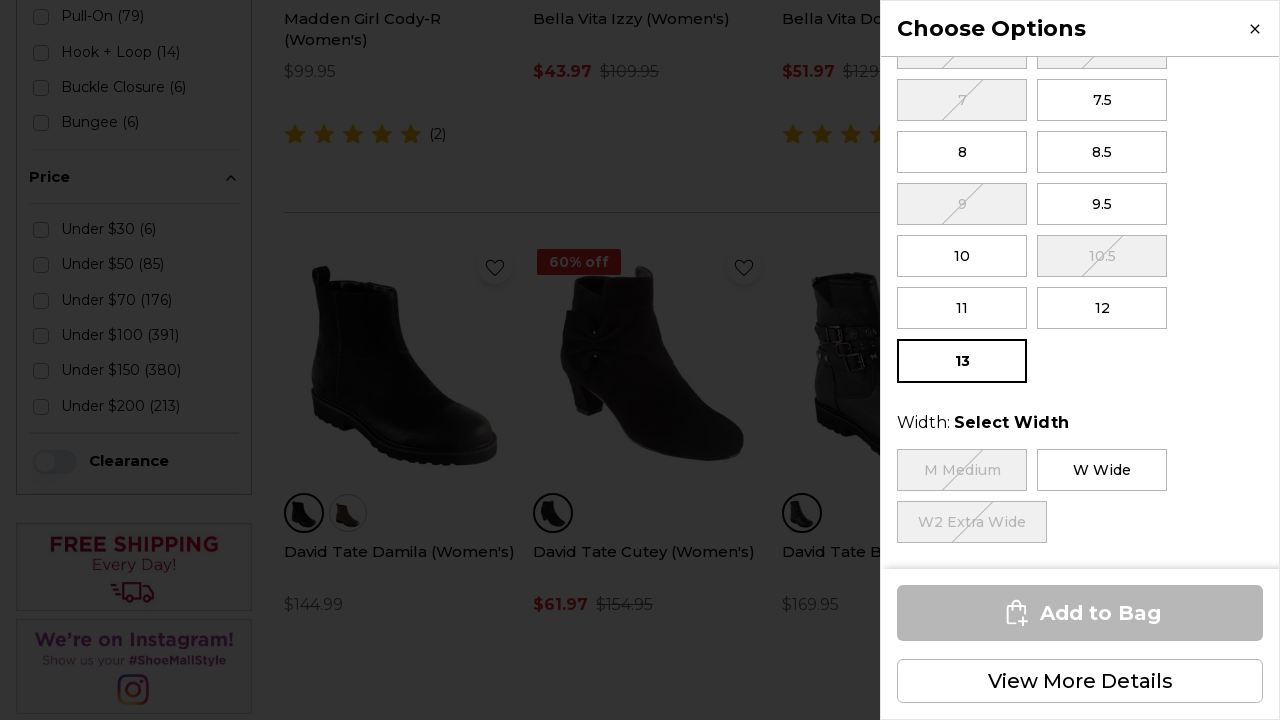 Pull-On (79)
Hook + Loop (14)
Buckle Closure (6)
Bungee (6)
Price
Under $30 (6)
Under $50 (85)
Under $70 (176)
Under $100 (391)
Under $150 (380)
Under $200 (213)
Clearance
FREE SHIPPING
Every Day!
We're on Instagram!
Show us your #ShoeMallStyle
Madden Girl Cody-R
(Women's)
$99.95
(2)
Bella Vita Izzy (Women's)
$43.97 $109.95
Bella Vita
$51.97 $129
David Tate Damila (Women's)
$144.99
60% off
David Tate Cutey (Women's)
$61.97 $154.95
David Tate
$169.95
Choose Options
7
7.5
8
8.5
9
9.5
10
10.5
11
12
13
Width: Select Width
M Medium
W Wide
W2 Extra Wide
Add to Bag
View More Details